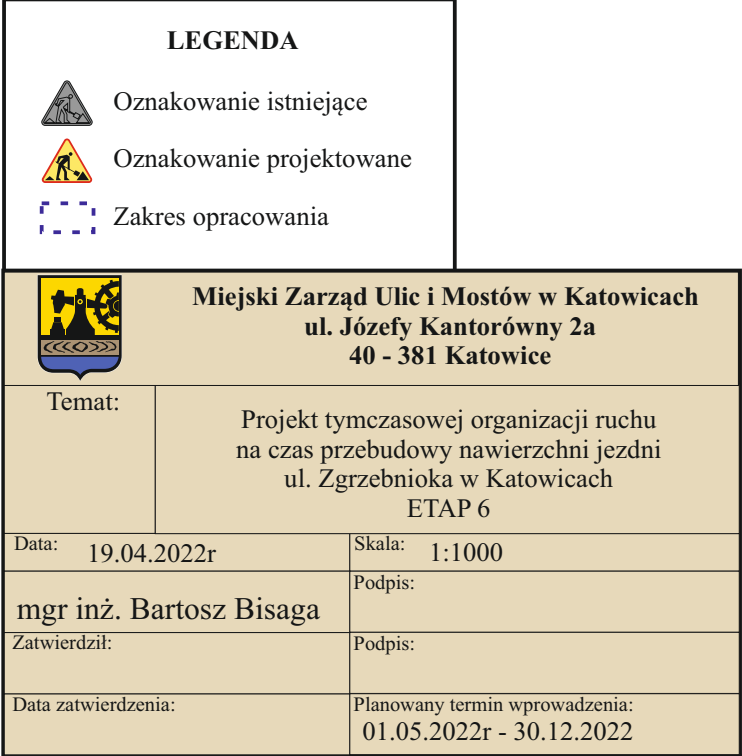 LEGENDA
Oznakowanie istniejące
Oznakowanie projektowane
Zakres opracowania
Miejski Zarząd Ulic i Mostów w Katowicach
ul. Józefy Kantorówny 2a
40 - 381 Katowice
Temat:
Projekt tymczasowej organizacji ruchu
na czas przebudowy nawierzchni jezdni
ul. Zgrzebnioka w Katowicach
ETAP 6
Data: 19.04.2022r
Skala: 1:1000
mgr inż. Bartosz Bisaga
Podpis:
Zatwierdził:
Podpis:
Data zatwierdzenia:
Planowany termin wprowadzenia:
01.05.2022r - 30.12.2022